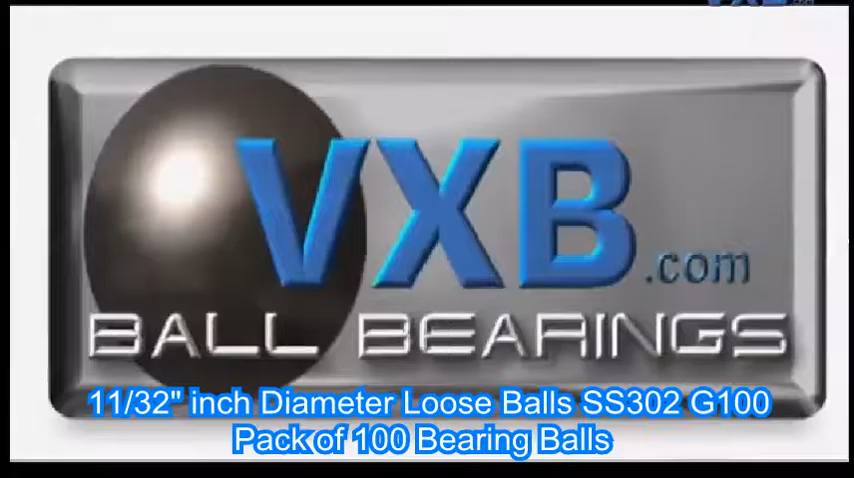 VXB.com
BALL BEARINGS
11/32" inch Diameter Loose Balls SS302 G100
Pack of 100 Bearing Balls